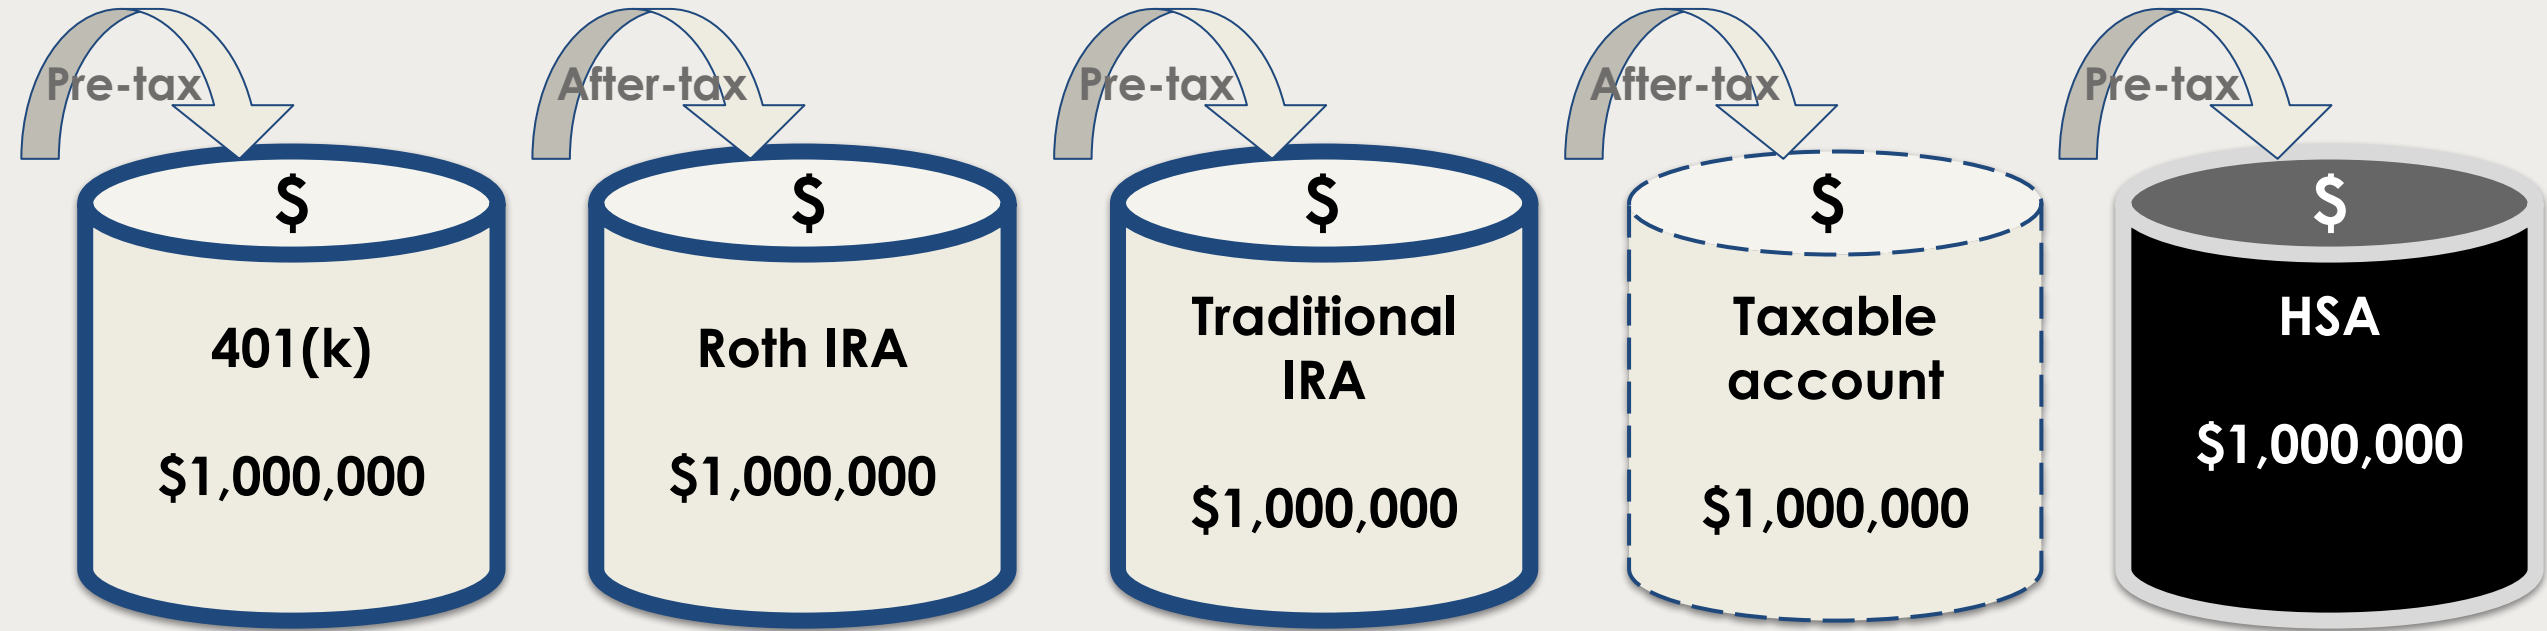 Pre-tax
After-tax
Pre-tax
After-tax
Pre-tax
$
$
$
$
$
401(k)
$1,000,000
Roth IRA
$1,000,000
Traditional
IRA
$1,000,000
Taxable
account
$1,000,000
HSA
$1,000,000